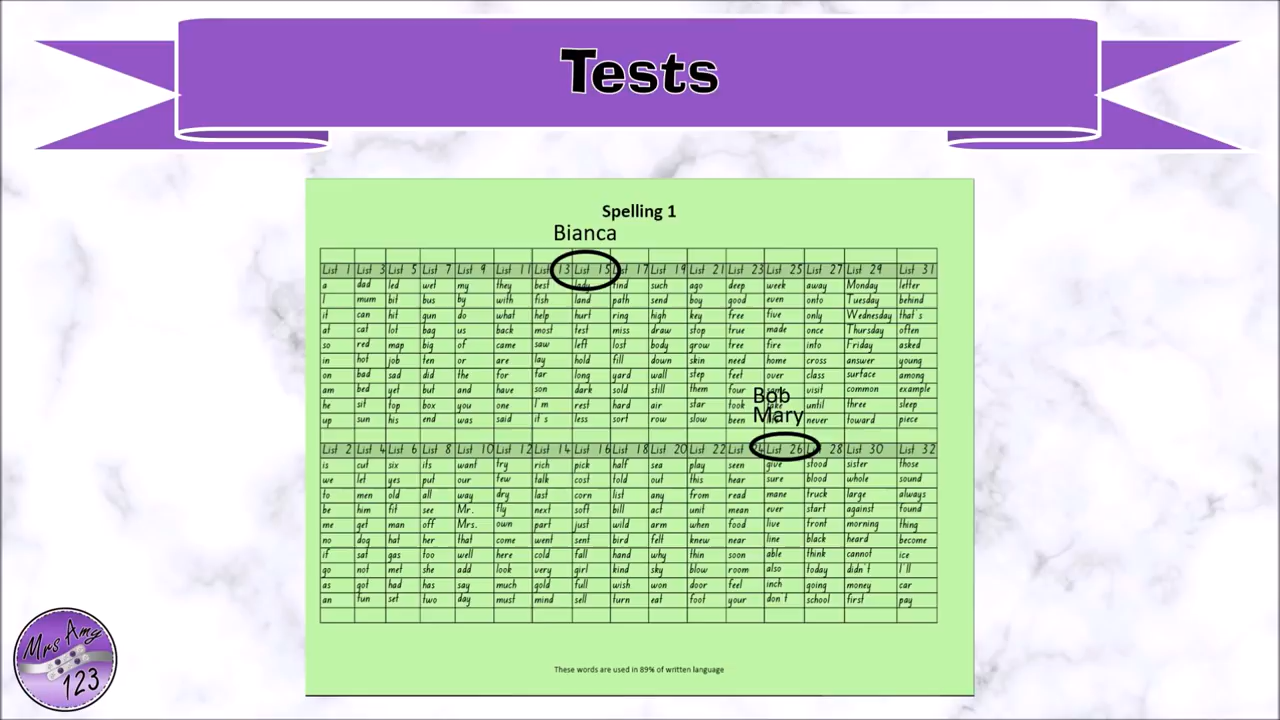 Tests
Spelling 1
Bianca
List 1 List 3 List 5 List 7 List 9 List 11 List 13 List 15 List 17 List 19 List 21 List 23 List 25 List 27 List 29 List 31
a dad led wet my they best lady find such ago deep week away Monday letter
I mum bit bus by with fish land path send boy good even onto Tuesday behind
it can hit gun do what help hurt ring high key free five only Wednesday that's
at cat lot bag us back most test miss draw stop true made once Thursday often
so red map big of came saw left lost body grow tree fire into Friday asked
in hot job ten or are lay hold fill down skin need home cross answer young
on bad sad did the for far long yard wall step feet over class surface among
am bed yet but and have son dark sold still them four visit common example
Bob
he sit top box you one I'm rest hard air star took until three sleep
Mary
up sun his end was said it's less sort row slow been never toward piece
List 2 List 4 List 6 List 8 List 10 List 12 List 14 List 16 List 18 List 20 List 22 List 24 List 26 List 28 List 30 List 32
is cut six its want try rich pick half sea play seen give stood sister those
we let yes put our few talk cost told out this hear sure blood whole sound
to men old all way dry last corn list any from read mane truck large always
be him fit see Mr. fly next soft bill act unit mean ever start against found
me get man off Mrs. own part just wild arm when food live front morning thing
no dog hat her that come went sent bird felt knew near line black heard become
if sat gas too well here cold fall hand why thin soon able think cannot ice
go not met she add look very girl kind sky blow room also today didn't I'll
as got had has say much gold full wish won door feel inch going money car
an fun set two day must mind sell turn eat foot your don't school first pay
These words are used in 89% of written language
Mrs Amy
123